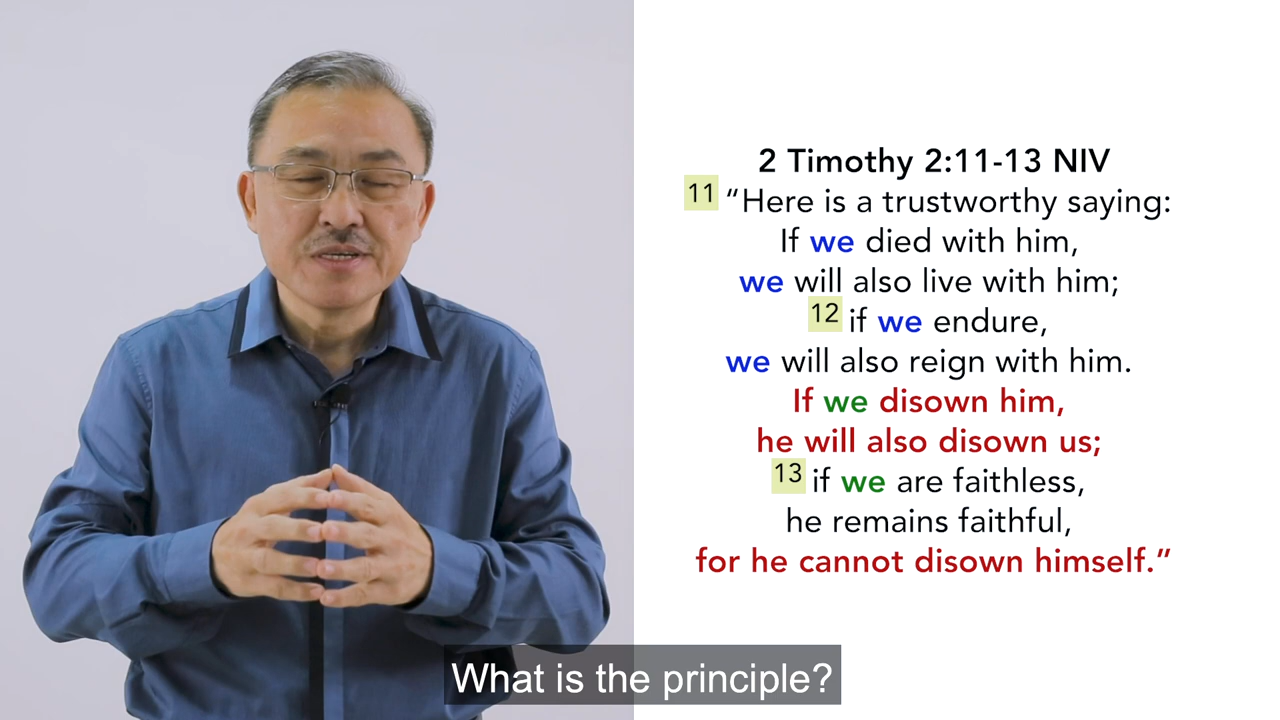 2 Timothy 2:11-13 NIV
11 “Here is a trustworthy saying:
If we died with him,
we will also live with him;
12 if we endure,
we will also reign with him.
If we disown him,
he will also disown us;
13 if we are faithless,
he remains faithful,
for he cannot disown himself.”
What is the principle?